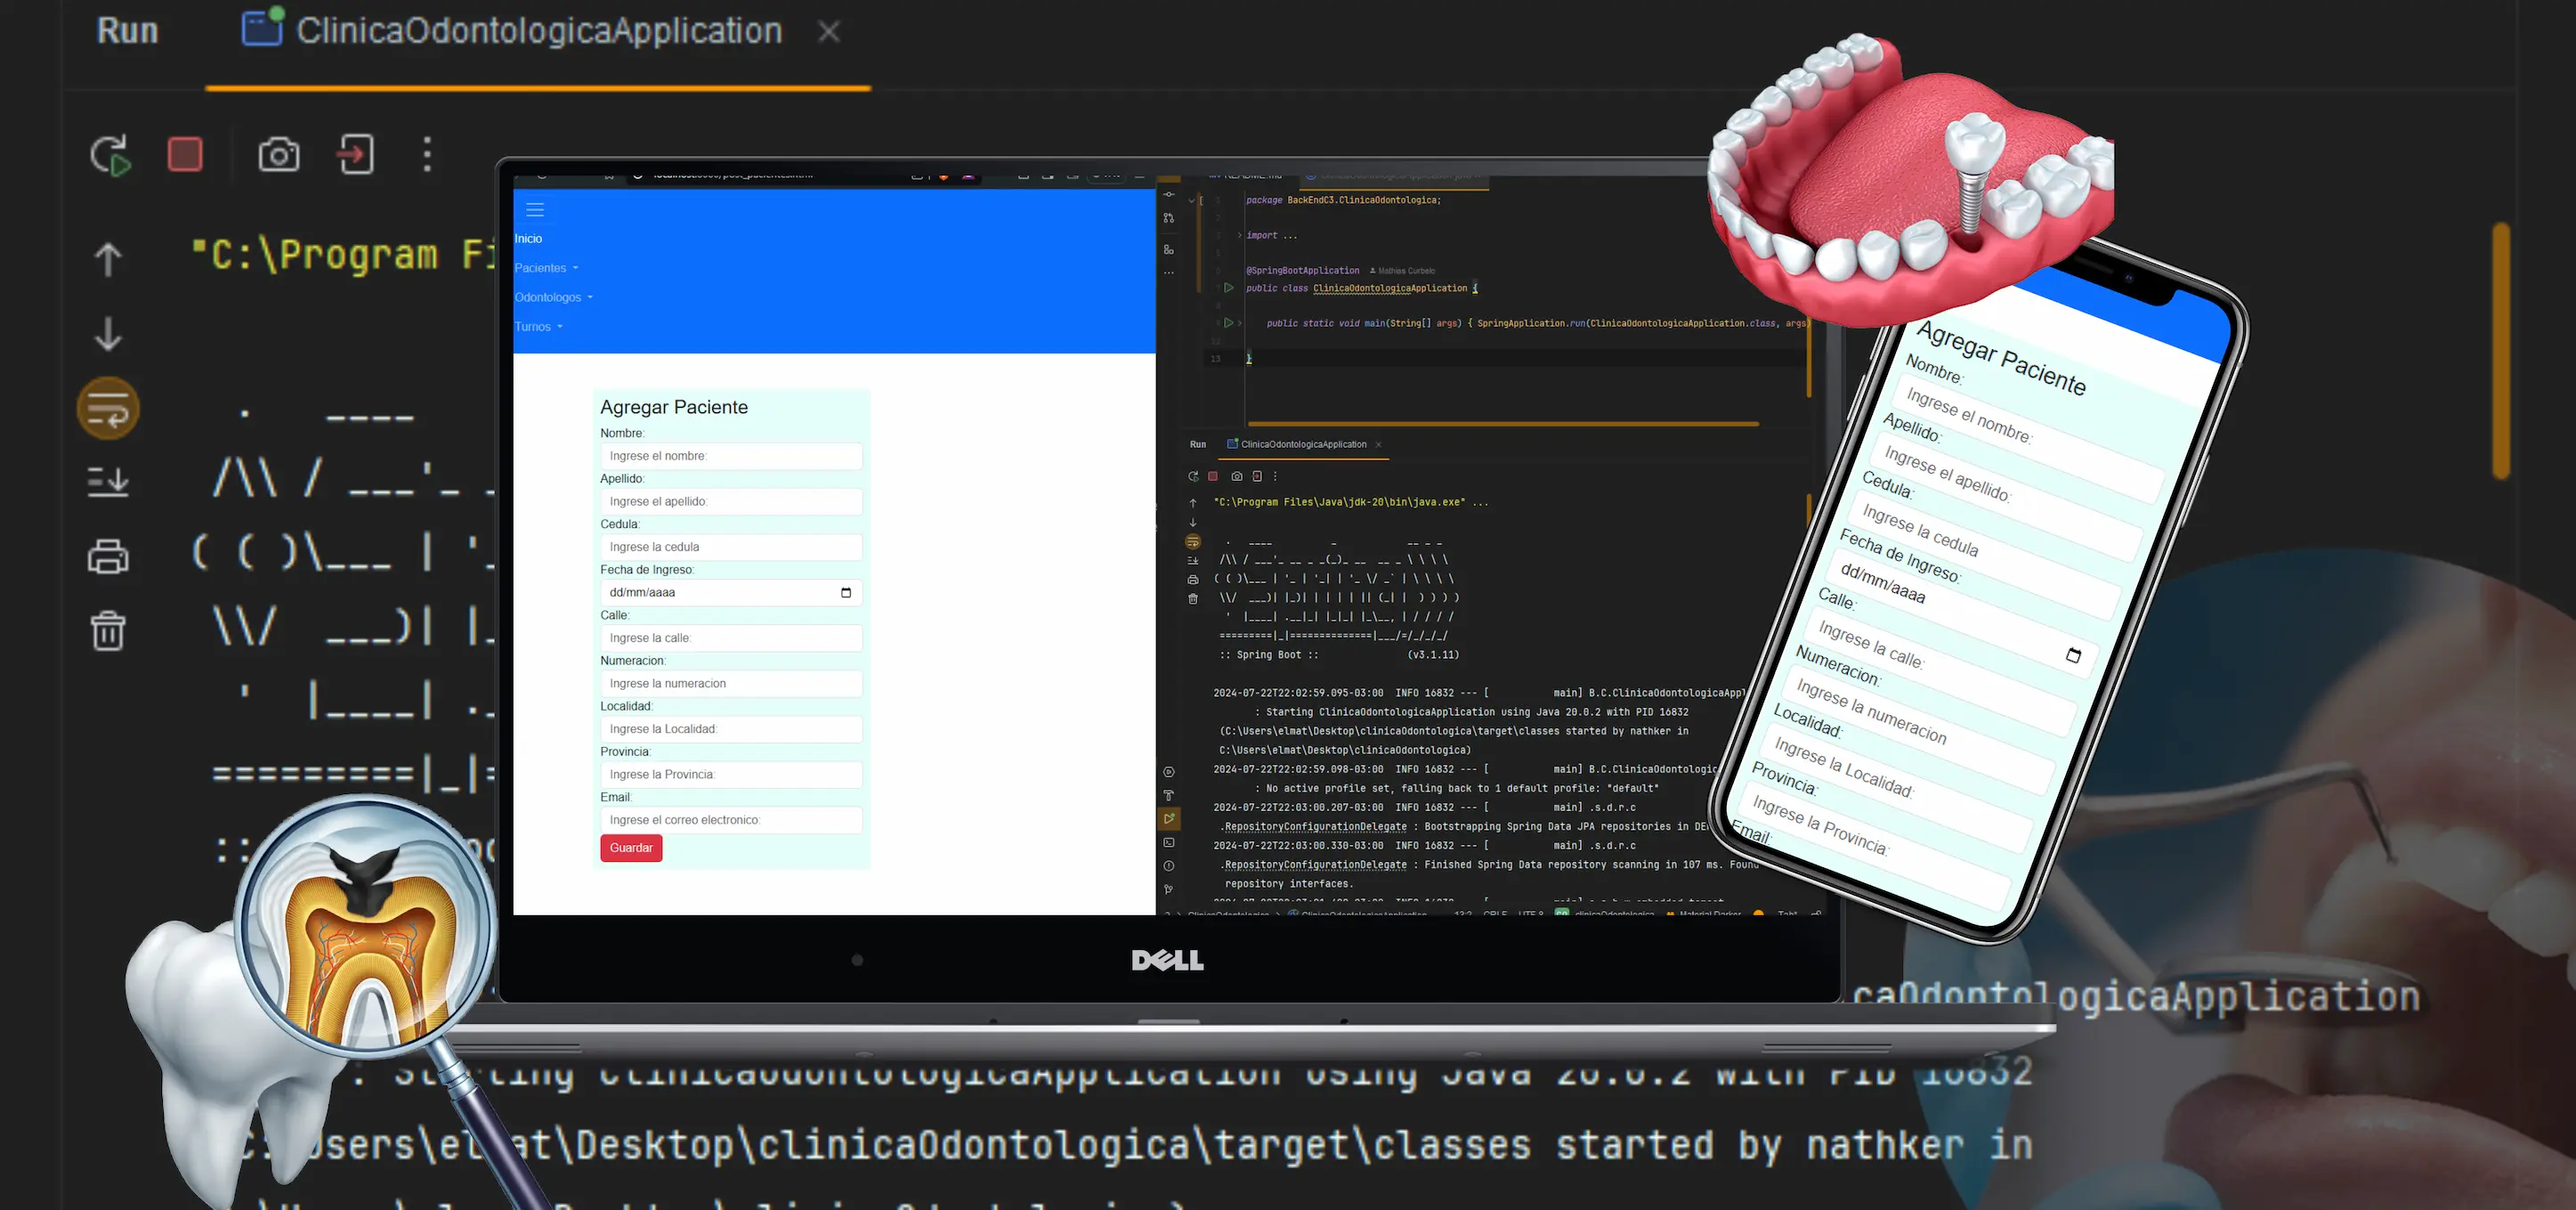 Run ClinicaOdontologicaApplication
"C:\Program Fi
Inicio
Pacientes
Odontologos
Turnos
Agregar Paciente
Nombre:
Ingrese el nombre:
Apellido:
Ingrese el apellido:
Cedula:
Ingrese la cedula
Fecha de Ingreso:
dd/mm/aaaa
Calle:
Ingrese la calle:
Numeracion:
Ingrese la numeracion
Localidad:
Ingrese la Localidad:
Provincia:
Ingrese la Provincia:
Email:
Ingrese el correo electronico:
Guardar
package BackEndC3.ClinicaOdontologica;
import ...
@SpringBootApplication Mathias Curbelo
public class ClinicaOdontologicaApplication {
public static void main(String[] args) { SpringApplication.run(ClinicaOdontologicaApplication.class, args)
13 }
Run ClinicaOdontologicaApplication
"C:\Program Files\Java\jdk-20\bin\java.exe" ...
:: Spring Boot :: (v3.1.11)
2024-07-22T22:02:59.095-03:00 INFO 16832 --- [ main] B.C.ClinicaOdontologicaAppl
: Starting ClinicaOdontologicaApplication using Java 20.0.2 with PID 16832
(C:\Users\elmat\Desktop\clinicaOdontologica\target\classes started by nathker in
C:\Users\elmat\Desktop\clinicaOdontologica)
2024-07-22T22:02:59.098-03:00 INFO 16832 --- [ main] B.C.ClinicaOdontologic
: No active profile set, falling back to 1 default profile: "default"
2024-07-22T22:03:00.207-03:00 INFO 16832 --- [ main] .s.d.r.c
.RepositoryConfigurationDelegate : Bootstrapping Spring Data JPA repositories in DE
2024-07-22T22:03:00.330-03:00 INFO 16832 --- [ main] .s.d.r.c
.RepositoryConfigurationDelegate : Finished Spring Data repository scanning in 107 ms. Found
repository interfaces.
DELL
Agregar Paciente
Nombre:
Ingrese el nombre:
Apellido:
Ingrese el apellido:
Cedula:
Ingrese la cedula
Fecha de Ingreso:
dd/mm/aaaa
Calle:
Ingrese la calle:
Numeracion:
Ingrese la numeracion
Localidad:
Ingrese la Localidad:
Provincia:
Ingrese la Provincia:
Email:
caOdontologicaApplication
: Starting ClinicaOdontologicaApplication using Java 20.0.2 with PID 16832
C:\Users\elmat\Desktop\clinicaOdontologica\target\classes started by nathker in